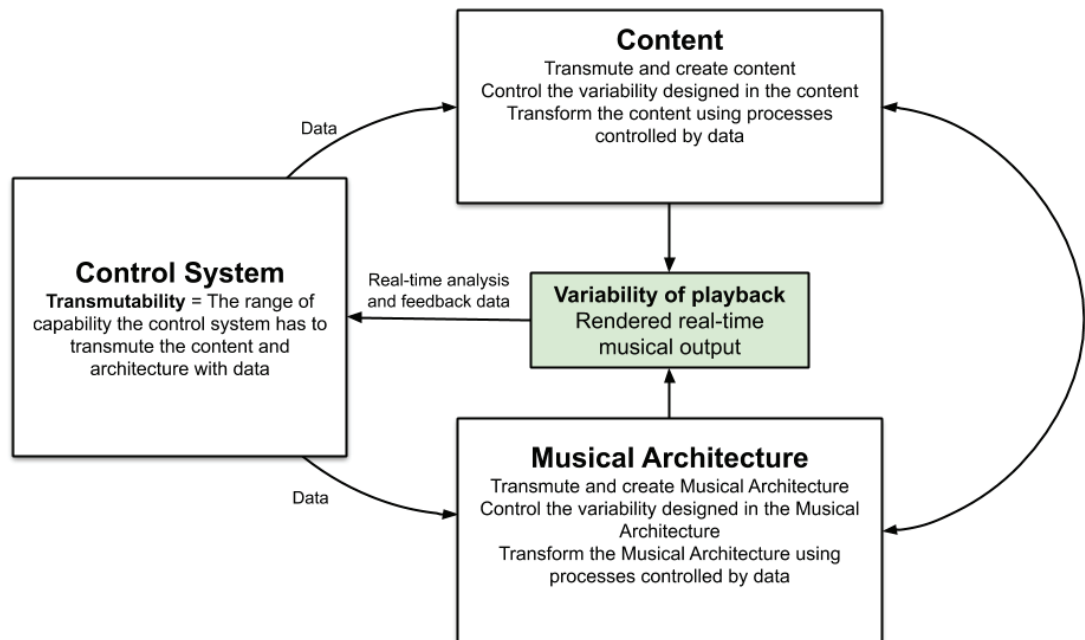 Content
Transmute and create content
Control the variability designed in the content
Transform the content using processes
controlled by data
Data
Control System
Transmutability = The range of
capability the control system has to
transmute the content and
architecture with data
Real-time analysis
and feedback data
Variability of playback
Rendered real-time
musical output
Data
Musical Architecture
Transmute and create Musical Architecture
Control the variability designed in the Musical
Architecture
Transform the Musical Architecture using
processes controlled by data